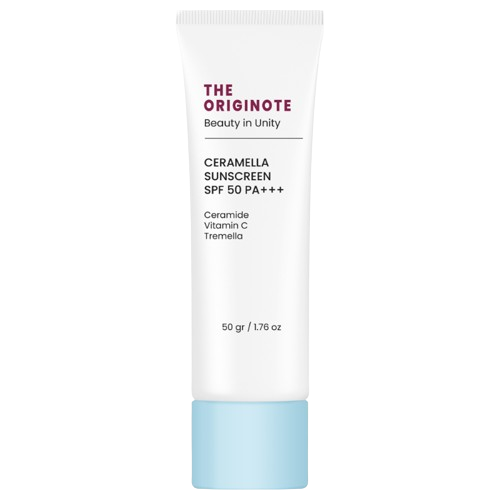 THE
ORIGINOTE
Beauty in Unity
CERAMELLA
SUNSCREEN
SPF 50 PA+++
Ceramide
Vitamin C
Tremella
50 gr / 1.76 oz